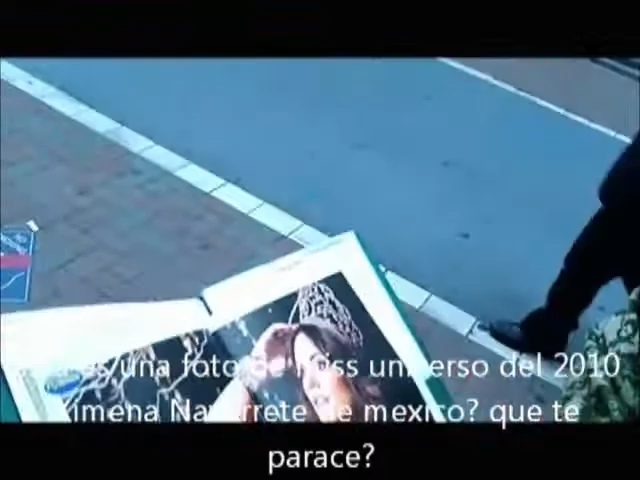 es una foto de miss universo del 2010
Ximena Navarrete de mexico? que te
parace?